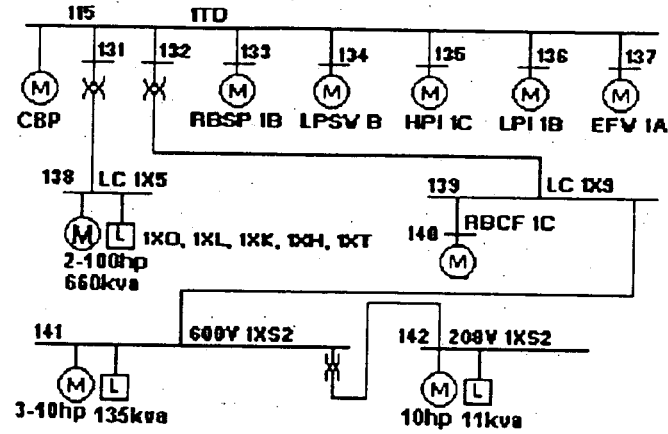 115 1TD
131 132 133 134 135 136 137
M M M M M M
CBP RBSP 1B LPSW B HPI 1C LPI 1B EFW 1A
138 LC 1X5 139 LC 1X9
M L 1XO, 1XL, 1XK, 1XH, 1XT 140 RBCF 1C
2-100hp M
660kva
141 600V 1XS2 142 208V 1XS2
M L M L
3-10hp 135kva 10hp 11kva